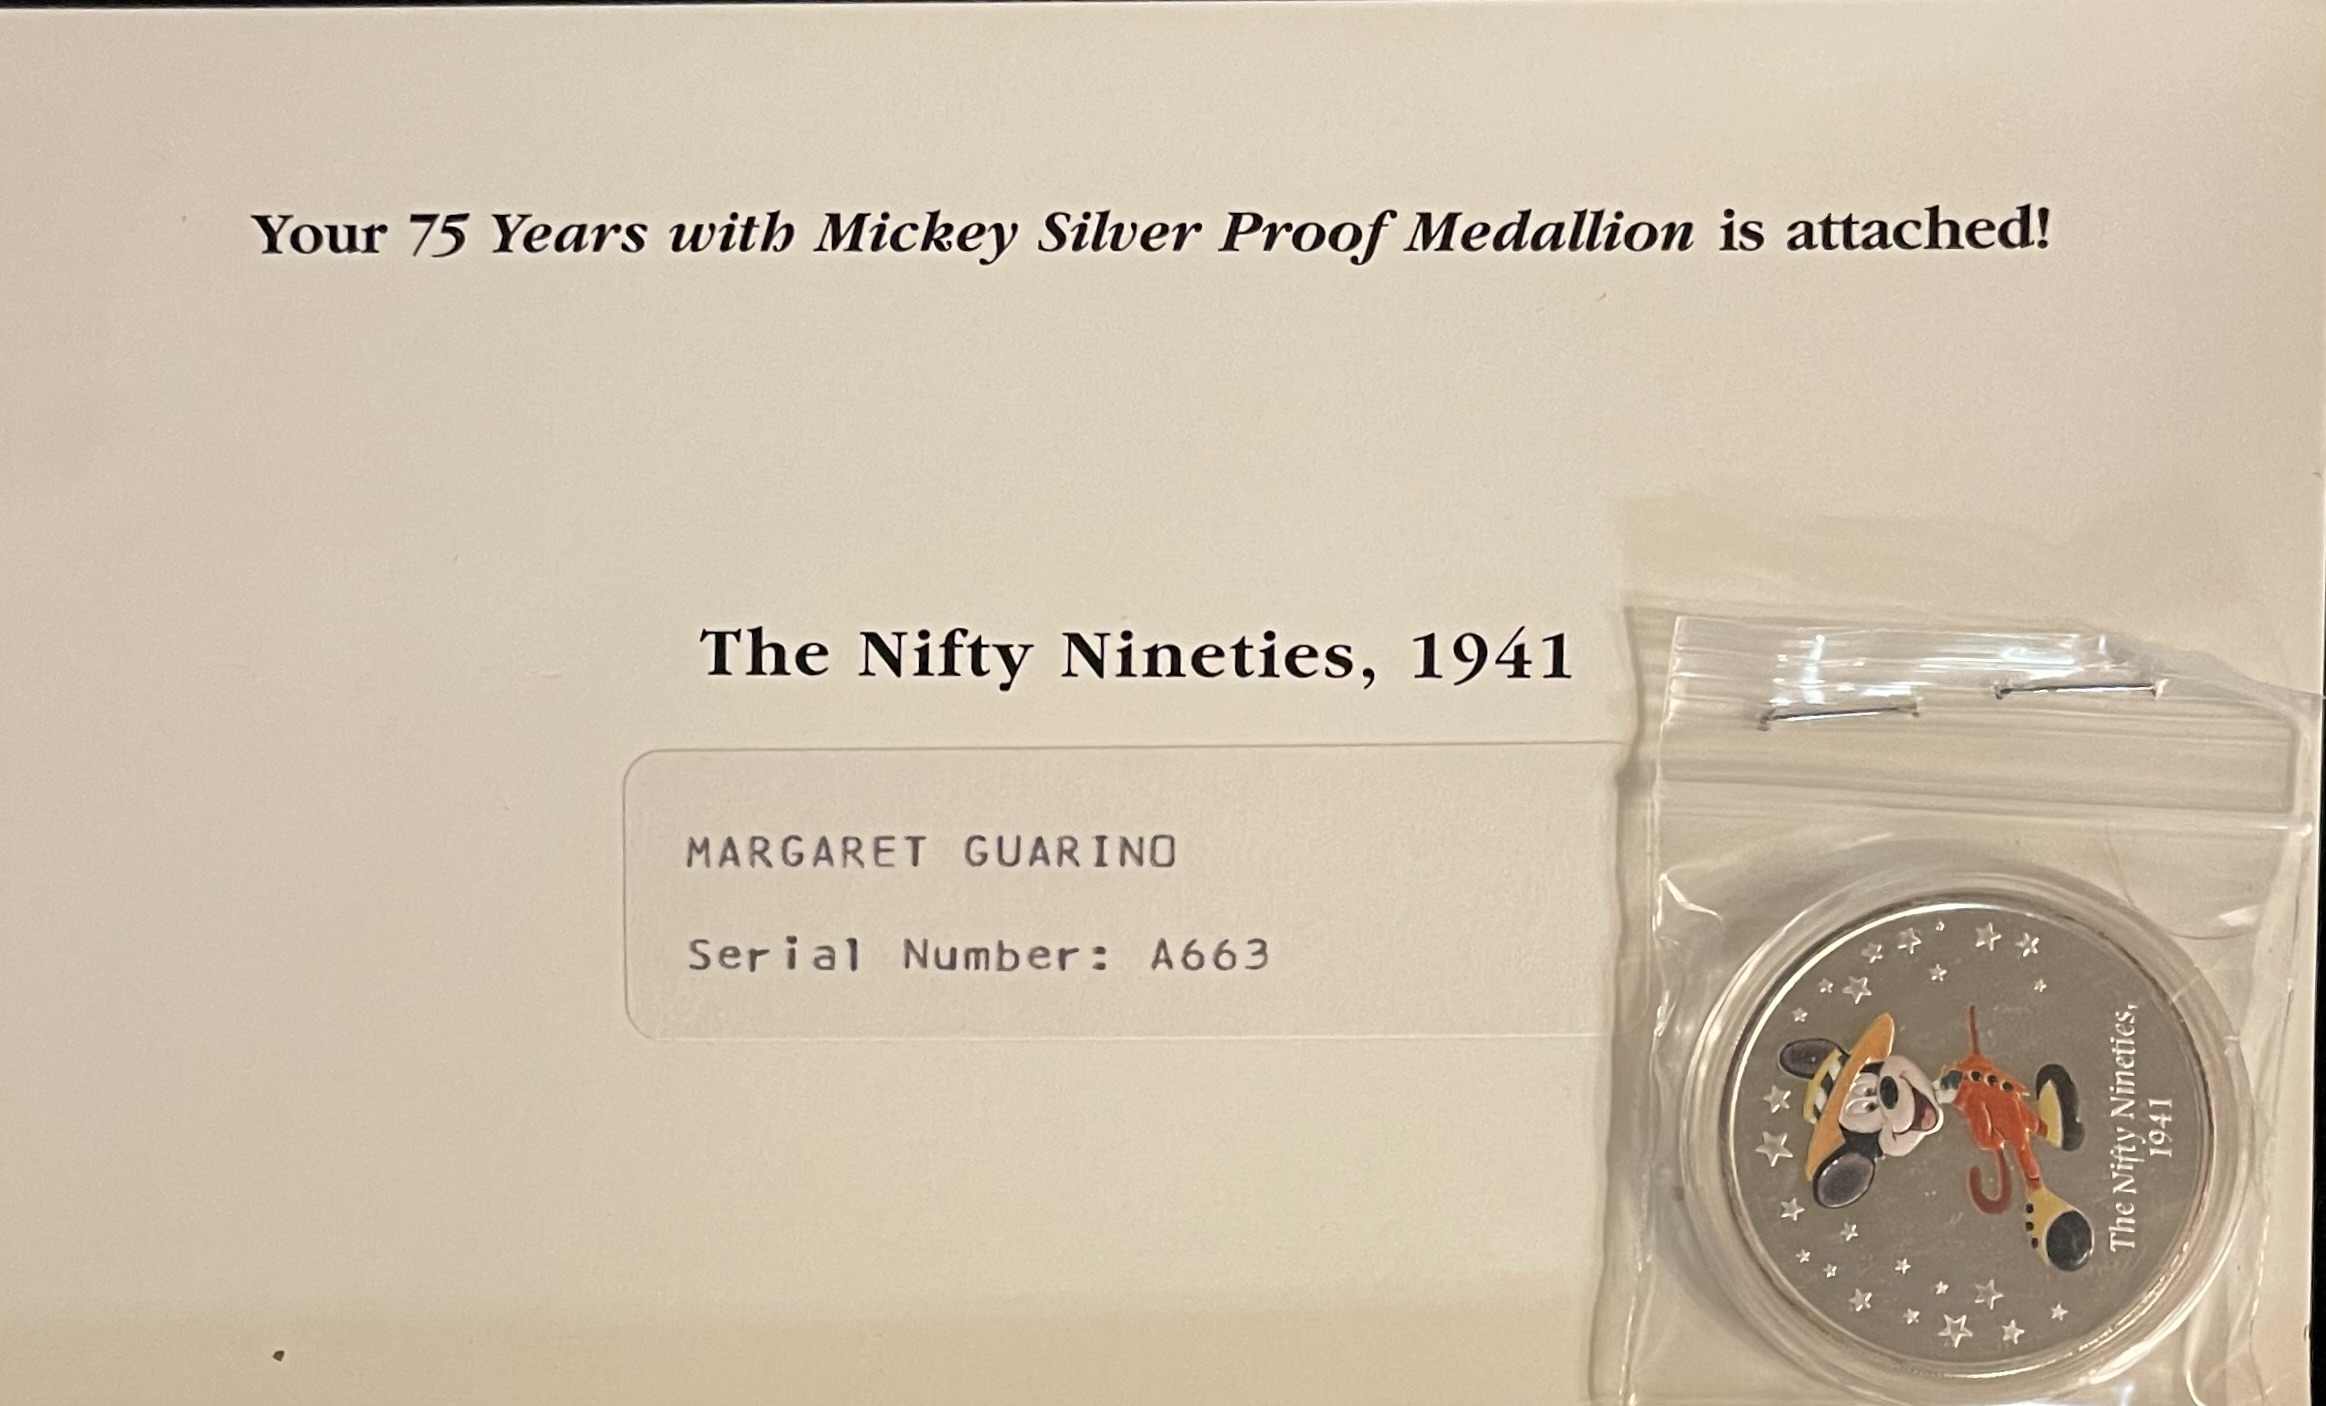 Your 75 Years with Mickey Silver Proof Medallion is attached!
The Nifty Nineties, 1941
MARGARET GUARINO
Serial Number: A663
The Nifty Nineties,
1941